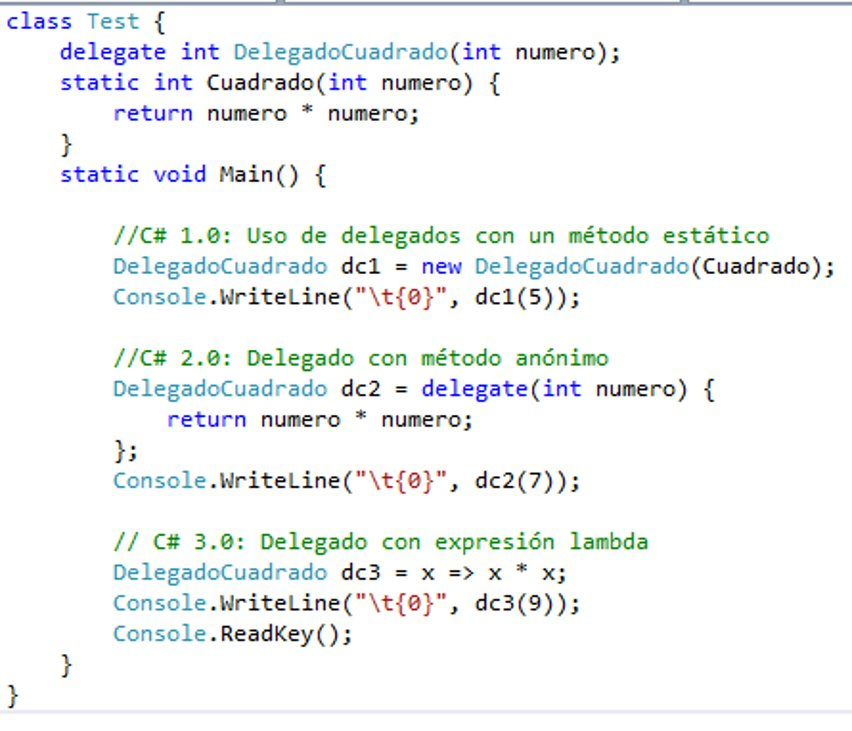 class Test {
    delegate int DelegadoCuadrado(int numero);
    static int Cuadrado(int numero) {
        return numero * numero;
    }
    static void Main() {
        //C# 1.0: Uso de delegados con un método estático
        DelegadoCuadrado dc1 = new DelegadoCuadrado(Cuadrado);
        Console.WriteLine("\t{0}", dc1(5));
        //C# 2.0: Delegado con método anónimo
        DelegadoCuadrado dc2 = delegate(int numero) {
            return numero * numero;
        };
        Console.WriteLine("\t{0}", dc2(7));
        // C# 3.0: Delegado con expresión lambda
        DelegadoCuadrado dc3 = x => x * x;
        Console.WriteLine("\t{0}", dc3(9));
        Console.ReadKey();
    }
}